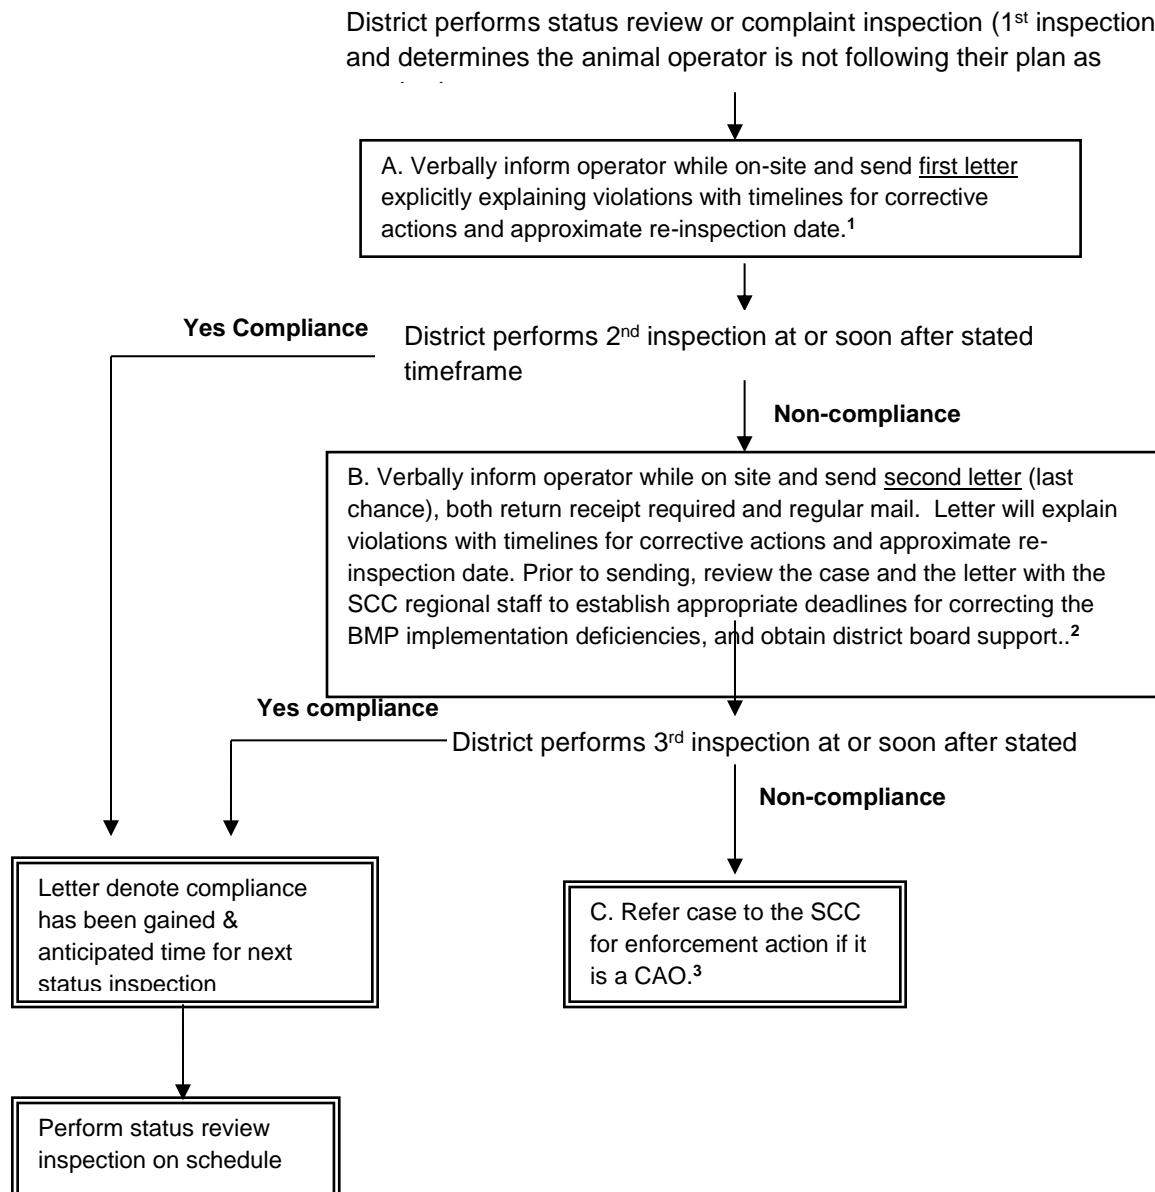 District performs status review or complaint inspection (1st inspection
and determines the animal operator is not following their plan as
A. Verbally inform operator while on-site and send first letter
explicitly explaining violations with timelines for corrective
actions and approximate re-inspection date.1
Yes Compliance
District performs 2nd inspection at or soon after stated
timeframe
Non-compliance
B. Verbally inform operator while on site and send second letter (last
chance), both return receipt required and regular mail.  Letter will explain
violations with timelines for corrective actions and approximate re-
inspection date. Prior to sending, review the case and the letter with the
SCC regional staff to establish appropriate deadlines for correcting the
BMP implementation deficiencies, and obtain district board support..2
Yes compliance
District performs 3rd inspection at or soon after stated
Non-compliance
Letter denote compliance
has been gained &
anticipated time for next
status inspection
C. Refer case to the SCC
for enforcement action if it
is a CAO.3
Perform status review
inspection on schedule